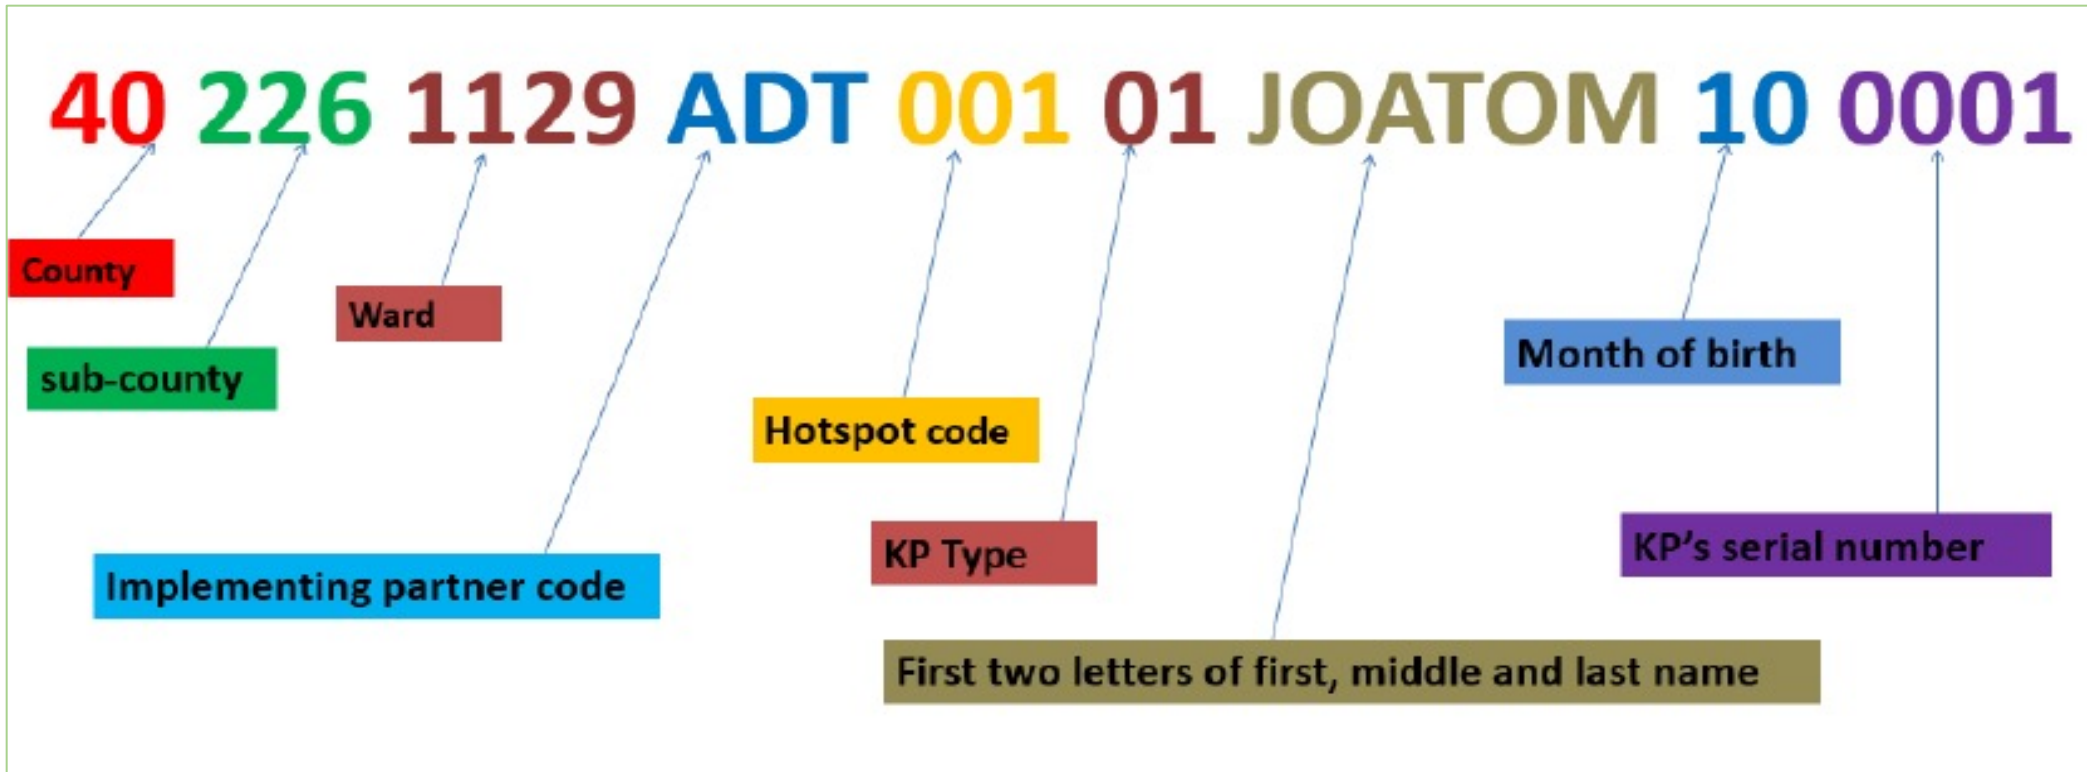 40 226 1129 ADT 001 01 JOATOM 10 0001
County
Ward
sub-county
Month of birth
Hotspot code
KP Type
KP's serial number
Implementing partner code
First two letters of first, middle and last name